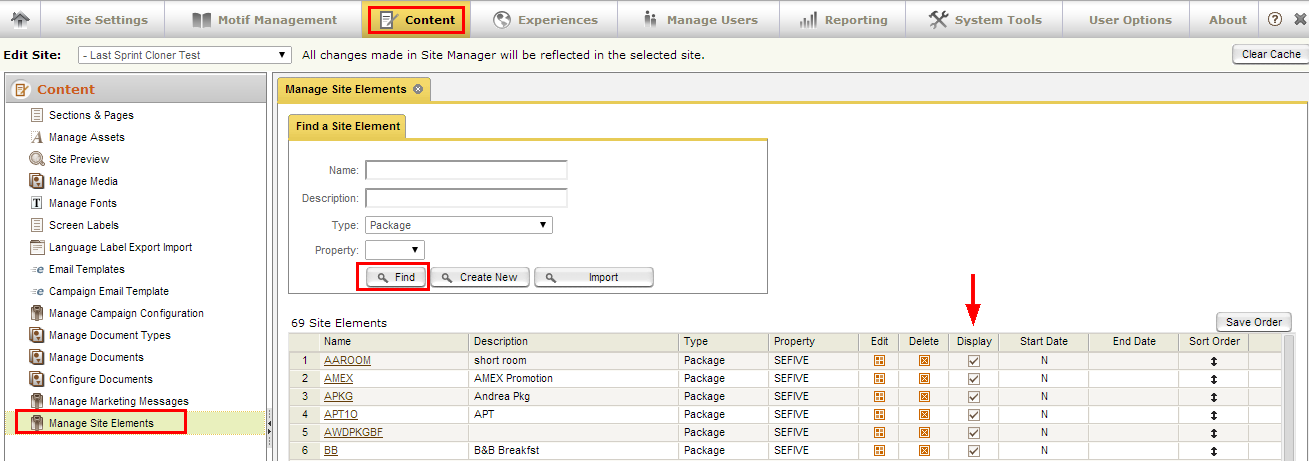 Site Settings Motif Management Content Experiences Manage Users Reporting System Tools User Options About ?
Edit Site: - Last Sprint Cloner Test All changes made in Site Manager will be reflected in the selected site. Clear Cache
Content
Sections & Pages
Manage Assets
Site Preview
Manage Media
Manage Fonts
Screen Labels
Language Label Export Import
Email Templates
Campaign Email Template
Manage Campaign Configuration
Manage Document Types
Manage Documents
Configure Documents
Manage Marketing Messages
Manage Site Elements
Manage Site Elements
Find a Site Element
Name:
Description:
Type: Package
Property:
Find Create New Import
69 Site Elements Save Order
Name Description Type Property Edit Delete Display Start Date End Date Sort Order
1 AAROOM short room Package SEFIVE N
2 AMEX AMEX Promotion Package SEFIVE N
3 APKG Andrea Pkg Package SEFIVE N
4 APT1O APT Package SEFIVE N
5 AWDPKGBF Package SEFIVE N
6 BB B&B Breakfst Package SEFIVE N